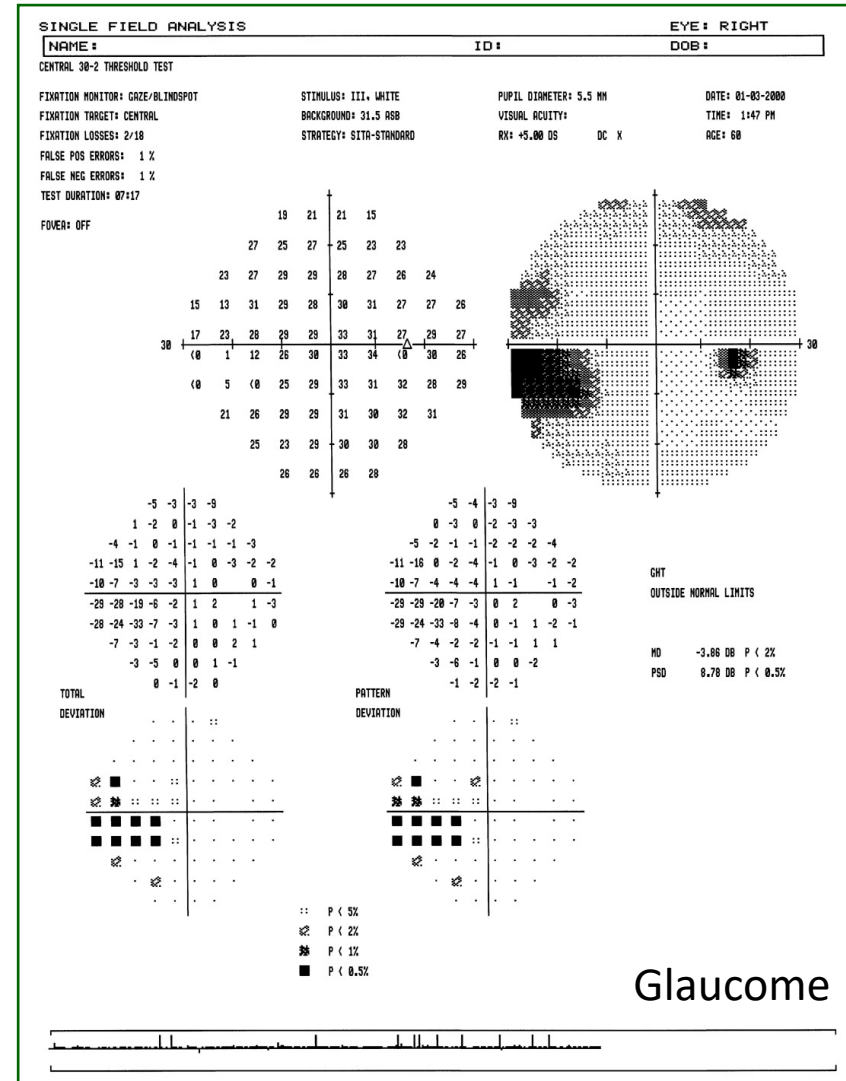 SINGLE FIELD ANALYSIS EYE: RIGHT
NAME: ID: DOB:
CENTRAL 30-2 THRESHOLD TEST
FIXATION MONITOR: GAZE/BLINDSPOT STIMULUS: III, WHITE PUPIL DIAMETER: 5.5 MM DATE: 01-03-2000
FIXATION TARGET: CENTRAL BACKGROUND: 31.5 ASB VISUAL ACUITY: TIME: 1:47 PM
FIXATION LOSSES: 2/18 STRATEGY: SITA-STANDARD RX: +5.00 DS DC X AGE: 60
FALSE POS ERRORS: 1 %
FALSE NEG ERRORS: 1 %
TEST DURATION: 07:17
FOVEA: OFF
19 21 21 15
27 25 27 25 23 23
23 27 29 29 28 27 26 24
15 13 31 29 28 30 31 27 27 26
17 23 28 29 29 33 31 27 29 27
30 30
(0 1 12 26 30 33 34 (0 30 26
(0 5 (0 25 29 33 31 32 28 29
21 26 29 29 31 30 32 31
25 23 29 30 30 28
26 26 26 28
-5 -3 -3 -9 -5 -4 -3 -9
1 -2 0 -1 -3 -2 0 -3 0 -2 -3 -3
-4 -1 0 -1 -1 -1 -1 -3 -5 -2 -1 -1 -2 -2 -2 -4
-11 -15 1 -2 -4 -1 0 -3 -2 -2 -11 -16 0 -2 -4 -1 0 -3 -2 -2
-10 -7 -3 -3 -3 1 0 0 -1 -10 -7 -4 -4 -4 1 -1 -1 -2
-29 -28 -19 -6 -2 1 2 1 -3 -29 -29 -20 -7 -3 0 2 0 -3
-28 -24 -33 -7 -3 1 0 1 -1 0 -29 -24 -33 -8 -4 0 -1 1 -2 -1
-7 -3 -1 -2 0 0 2 1 -7 -4 -2 -2 -1 -1 1 1
-3 -5 0 0 1 -1 -3 -6 -1 0 0 -2
0 -1 -2 0 -1 -2 -2 -1
GHT
OUTSIDE NORMAL LIMITS
MD -3.86 DB P < 2%
PSD 8.78 DB P < 0.5%
TOTAL
DEVIATION
PATTERN
DEVIATION
P < 5%
P < 2%
P < 1%
P < 0.5%
Glaucome